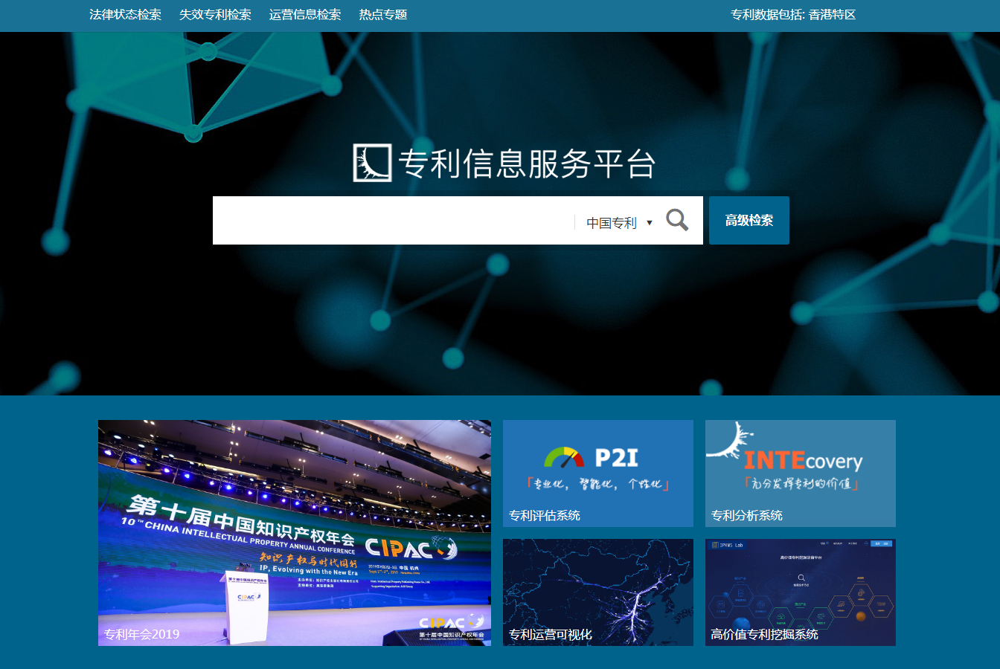 法律状态检索 失效专利检索 运营信息检索 热点专题 专利数据包括: 香港特区
专利信息服务平台
中国专利 ▼
高级检索
第十届中国知识产权年会
10™ CHINA INTELLECTUAL PROPERTY ANNUAL CONFERENCE
CIPAC
知识产权与时代同行
IP, Evolving with the New Era
CIPAC
CIPAC
第十届中国知识产权年会
专利年会2019
P2I
「专业化，智能化，个性化」
专利评估系统
INTEcovery
「充分发挥专利的价值」
专利分析系统
专利运营可视化
IPRMS Lab
高价值专利挖掘系统